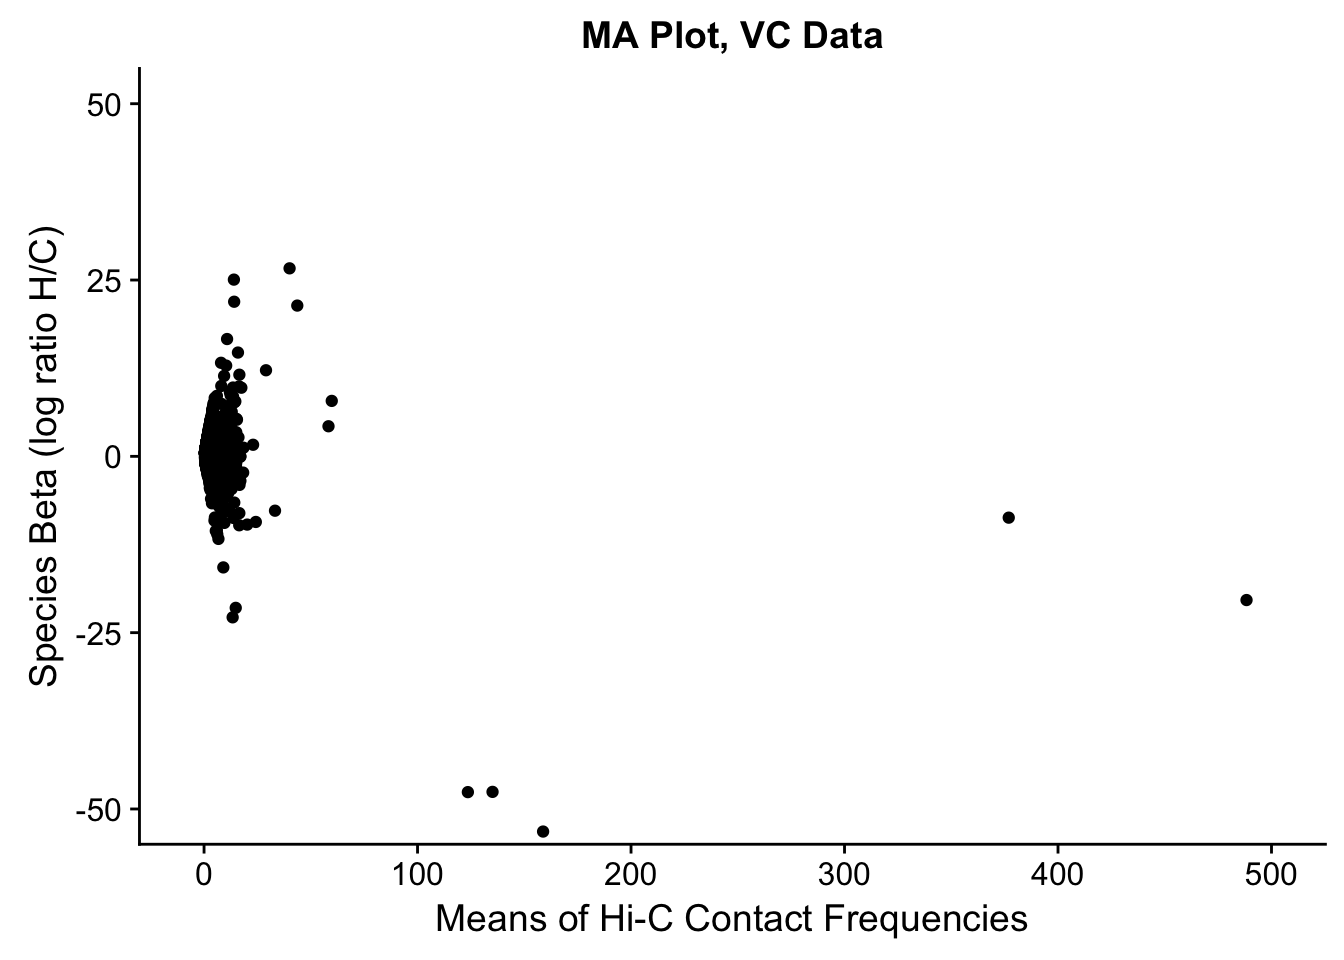 MA Plot, VC Data
Species Beta (log ratio H/C)
50
25
0
-25
-50
0 100 200 300 400 500
Means of Hi-C Contact Frequencies